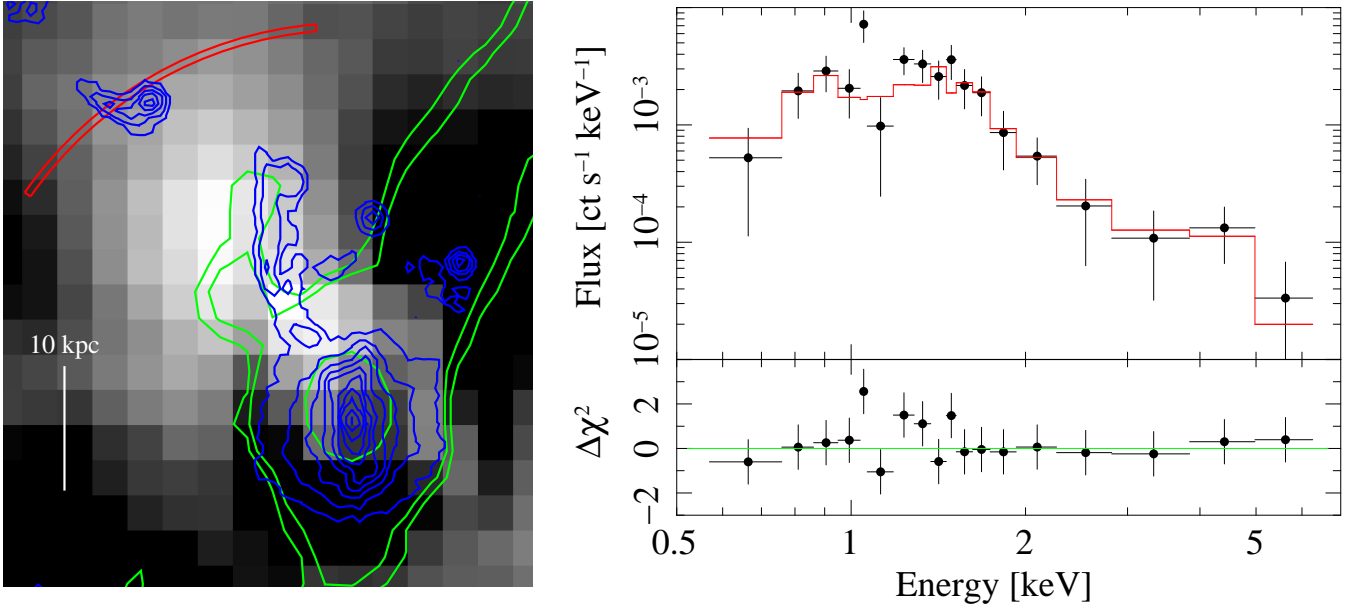 10 kpc
Flux [ct s⁻¹ keV⁻¹]
10⁻³
10⁻⁴
10⁻⁵
Δχ²
2
0
−2
0.5 1 2 5
Energy [keV]